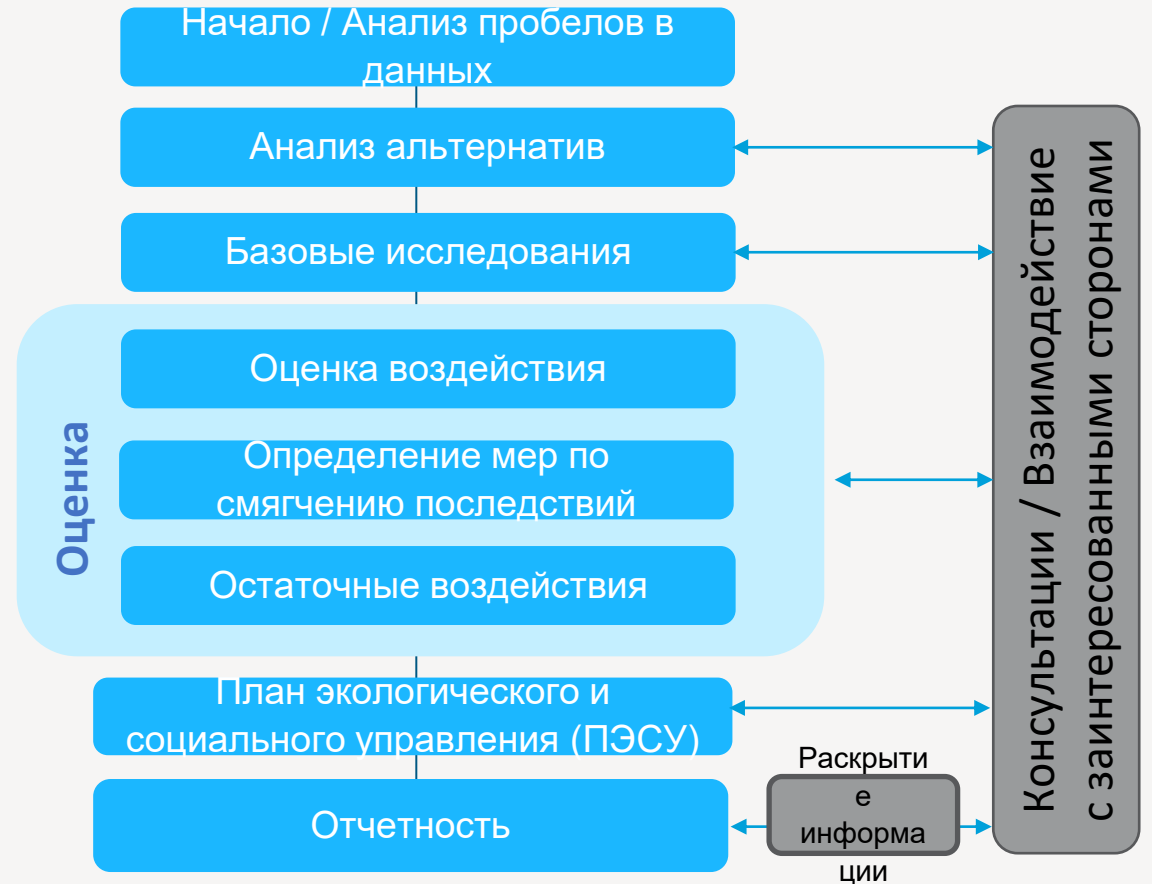 Начало / Анализ пробелов в
данных
Анализ альтернатив
Базовые исследования
Оценка
Оценка воздействия
Определение мер по
смягчению последствий
Остаточные воздействия
План экологического и
социального управления (ПЭСУ)
Отчетность
Раскрыти
е
информа
ции
Консультации / Взаимодействие
с заинтересованными сторонами